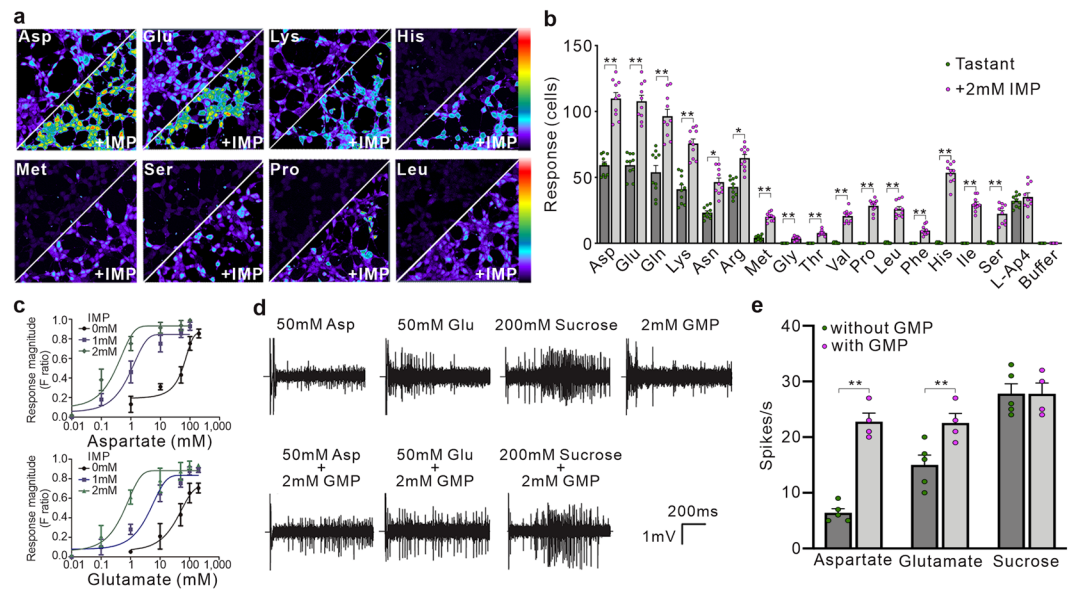 a
Asp
+IMP
Glu
+IMP
Lys
+IMP
His
+IMP
Met
+IMP
Ser
+IMP
Pro
+IMP
Leu
+IMP
b
Response (cells)
150
100
50
0
** ** ** ** * * ** ** ** ** ** ** ** ** ** **
Tastant
+2mM IMP
Asp
Glu
Gln
Lys
Asn
Arg
Met
Gly
Thr
Val
Pro
Leu
Phe
His
Ile
Ser
L-Ap4
Buffer
c
Response magnitude
(F ratio)
IMP
0mM
1mM
2mM
1.0
0.8
0.6
0.4
0.2
0.0
0.01 0.1 1 10 100 1,000
Aspartate (mM)
Response magnitude
(F ratio)
IMP
0mM
1mM
2mM
1.0
0.8
0.6
0.4
0.2
0.0
0.01 0.1 1 10 100 1,000
Glutamate (mM)
d
50mM Asp
50mM Glu
200mM Sucrose
2mM GMP
50mM Asp
+
2mM GMP
50mM Glu
+
2mM GMP
200mM Sucrose
+
2mM GMP
200ms
1mV
e
Spikes/s
40
30
20
10
0
without GMP
with GMP
** **
Aspartate
Glutamate
Sucrose